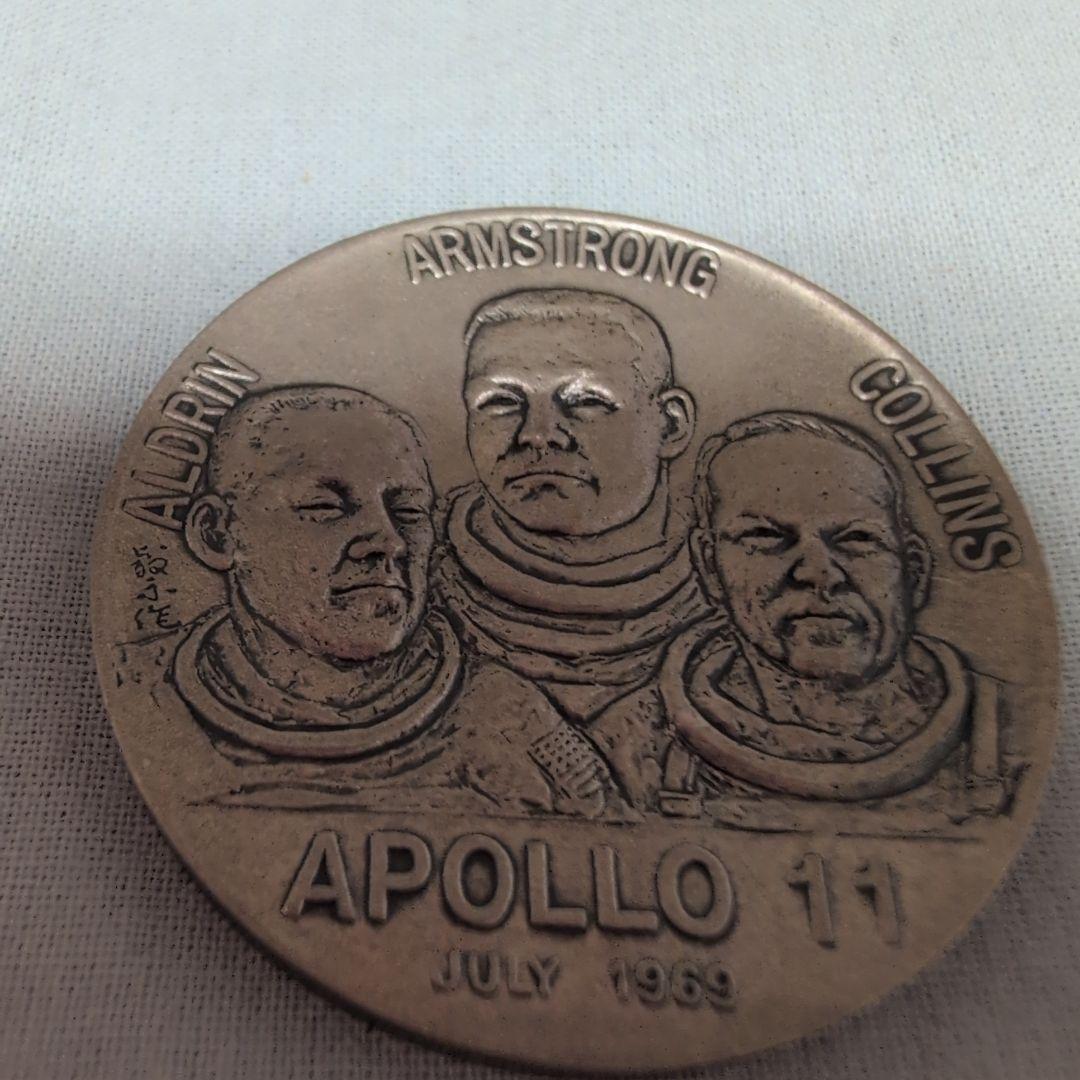 ARMSTRONG
ALDRIN
COLLINS
APOLLO 11
JULY 1969